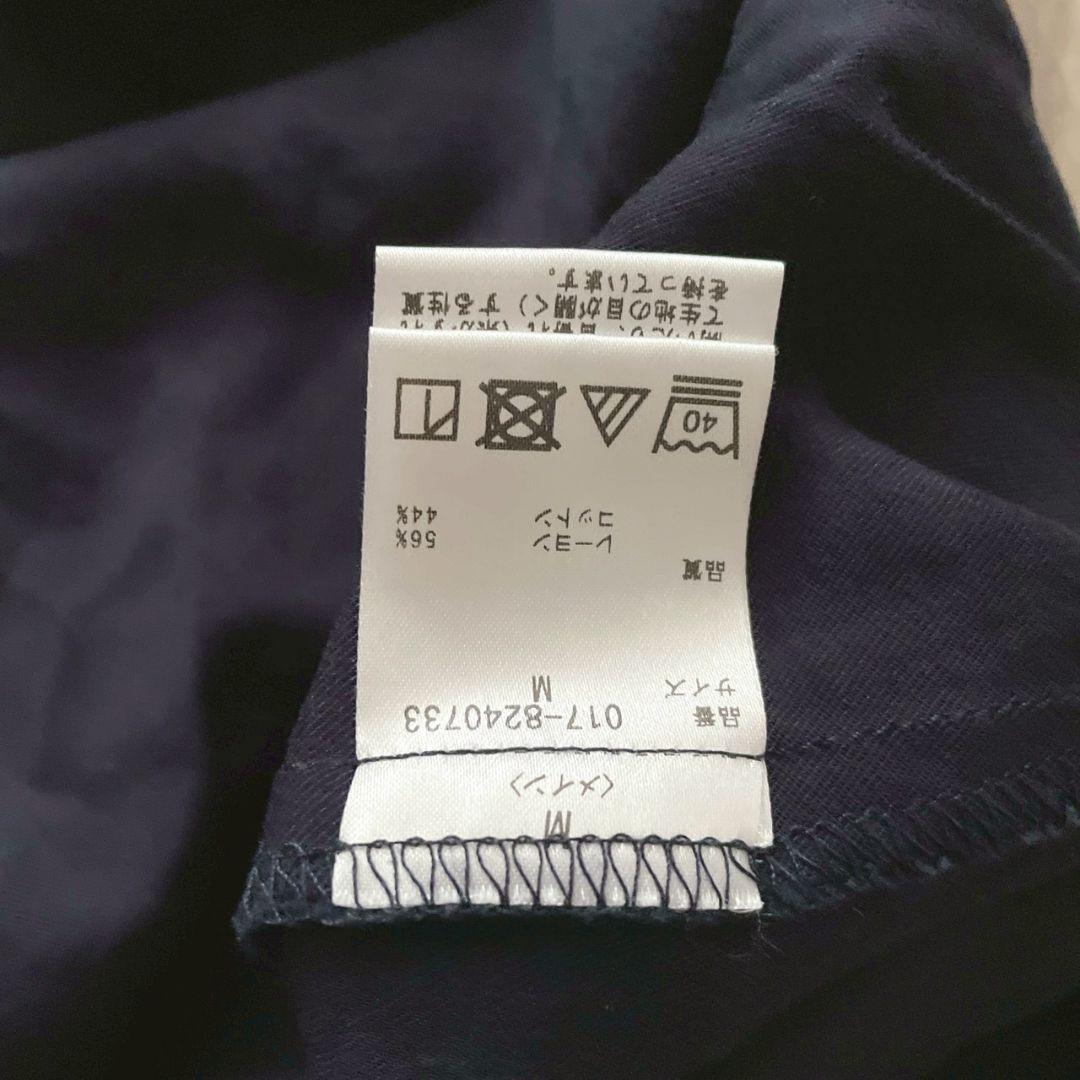 M
〈メイン〉
品番 017-8240733
サイズ M
品質
レーヨン 56%
コットン 44%
40
て生地の目が開く)する性質
を持っています。